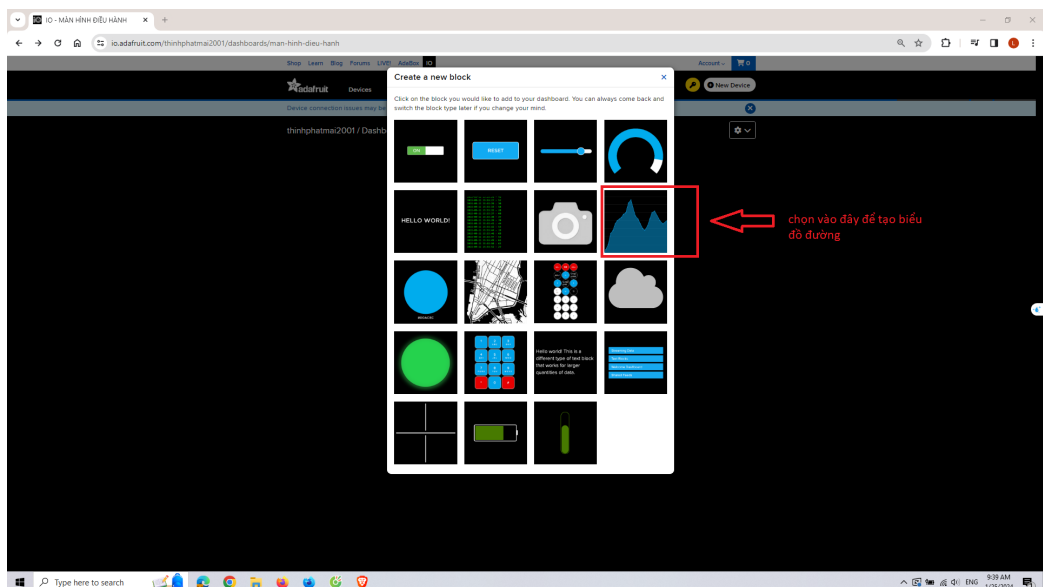 IO - MÀN HÌNH ĐIỀU HÀNH
io.adafruit.com/thinhphatmai2001/dashboards/man-hinh-dieu-hanh
Shop Learn Blog Forums LIVE! AdaBox IO
Account
0
adafruit
Devices
New Device
Device connection issues may be
thinhphatmai2001 / Dashb
Create a new block
Click on the block you would like to add to your dashboard. You can always come back and
switch the block type later if you change your mind.
ON
RESET
HELLO WORLD!
chọn vào đây để tạo biểu
đồ đường
Hello world! This is a
different type of text block
that works for larger
quantities of data.
Type here to search
ENG
9:39 AM
1/25/2024